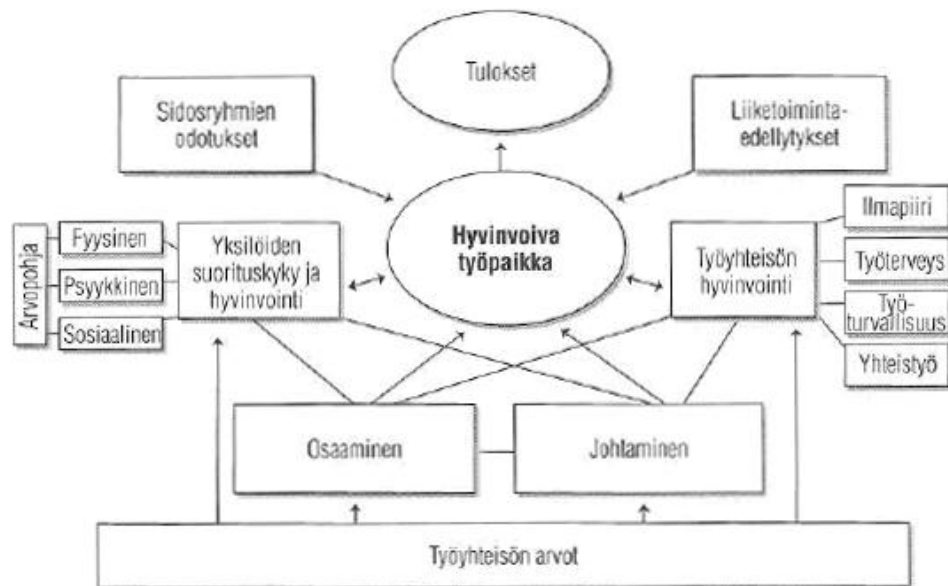 Tulokset
Sidosryhmien
odotukset
Liiketoiminta-
edellytykset
Hyvinvoiva
työpaikka
Arvopohja
Fyysinen
Psyykkinen
Sosiaalinen
Yksilöiden
suorituskyky ja
hyvinvointi
Työyhteisön
hyvinvointi
Ilmapiiri
Työterveys
Työ-
turvallisuus
Yhteistyö
Osaaminen
Johtaminen
Työyhteisön arvot